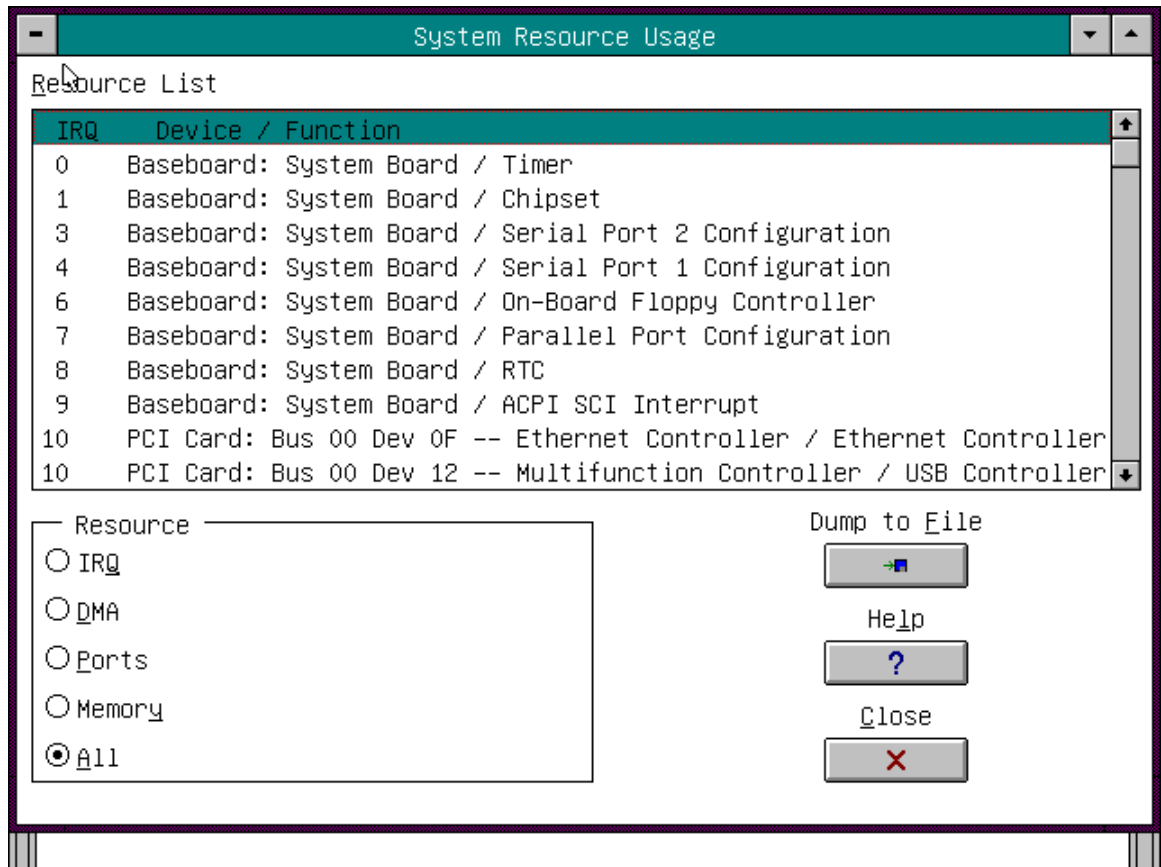 System Resource Usage
Resource List
IRQ Device / Function
0 Baseboard: System Board / Timer
1 Baseboard: System Board / Chipset
3 Baseboard: System Board / Serial Port 2 Configuration
4 Baseboard: System Board / Serial Port 1 Configuration
6 Baseboard: System Board / On-Board Floppy Controller
7 Baseboard: System Board / Parallel Port Configuration
8 Baseboard: System Board / RTC
9 Baseboard: System Board / ACPI SCI Interrupt
10 PCI Card: Bus 00 Dev 0F -- Ethernet Controller / Ethernet Controller
10 PCI Card: Bus 00 Dev 12 -- Multifunction Controller / USB Controller
Resource
IRQ
DMA
Ports
Memory
All
Dump to File
Help
?
Close